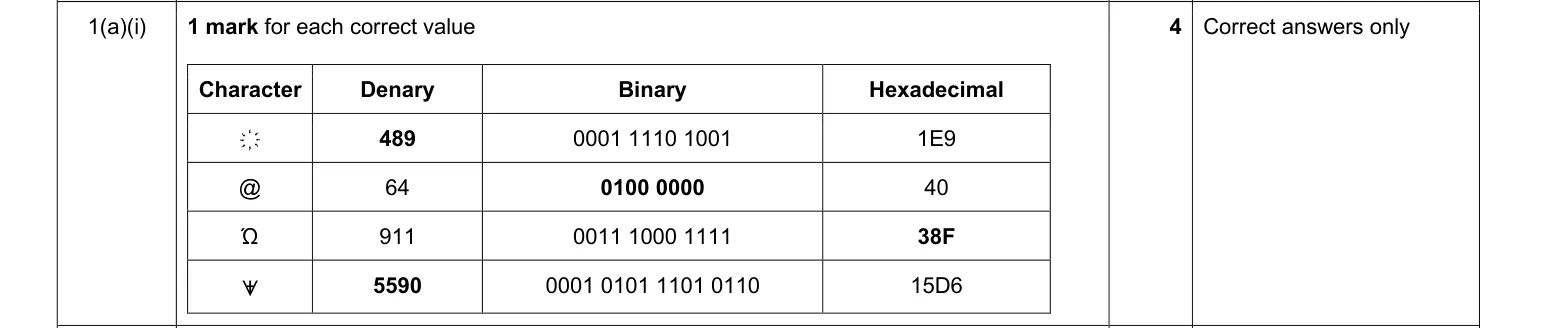 1(a)(i) 1 mark for each correct value 4 Correct answers only
Character Denary Binary Hexadecimal
489 0001 1110 1001 1E9
@ 64 0100 0000 40
Ώ 911 0011 1000 1111 38F
ᗖ 5590 0001 0101 1101 0110 15D6